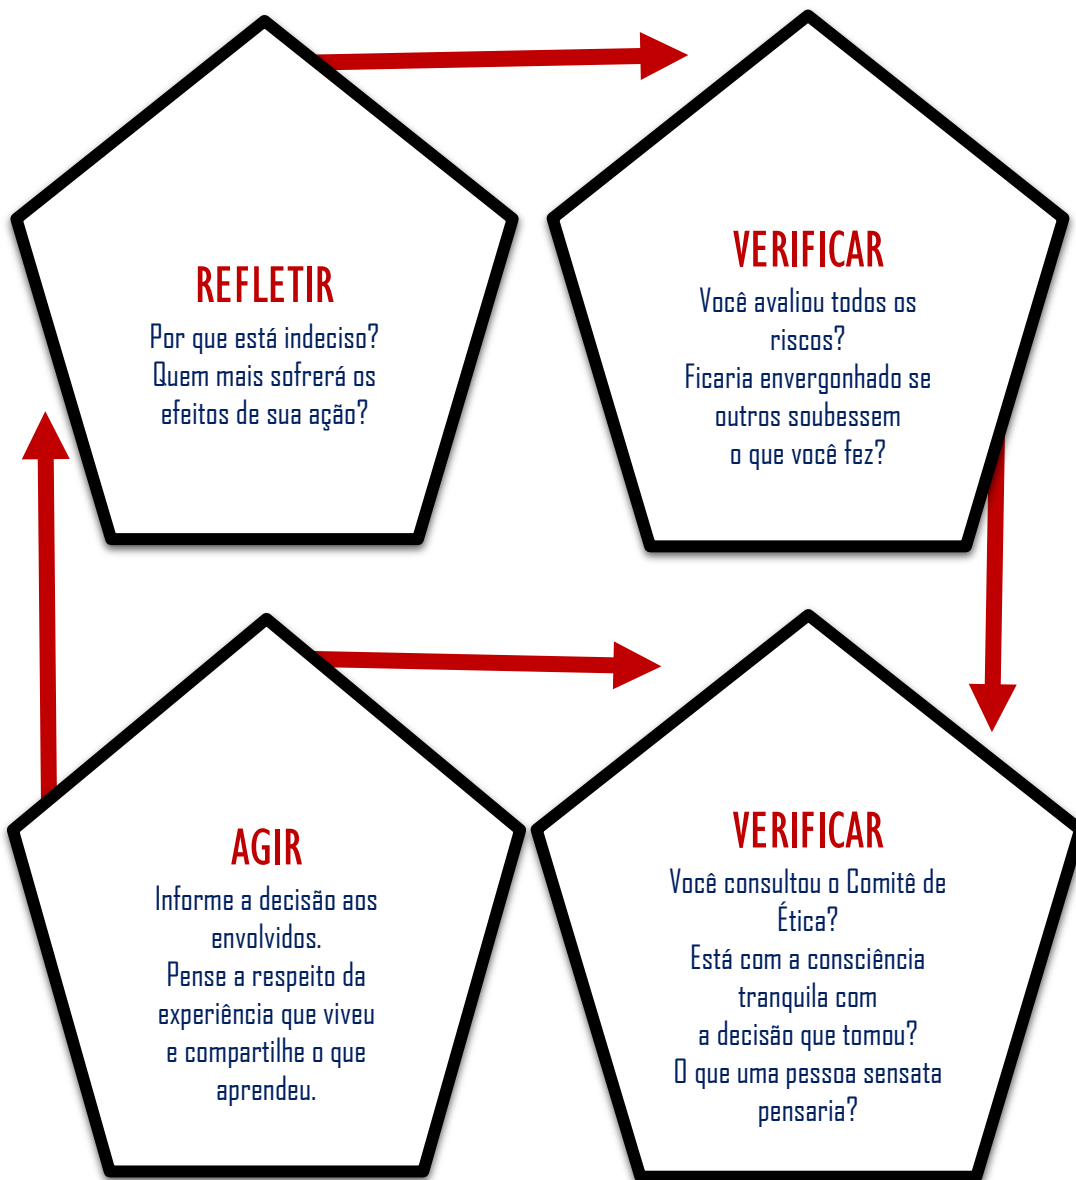 REFLETIR
Por que está indeciso?
Quem mais sofrerá os
efeitos de sua ação?
VERIFICAR
Você avaliou todos os
riscos?
Ficaria envergonhado se
outros soubessem
o que você fez?
AGIR
Informe a decisão aos
envolvidos.
Pense a respeito da
experiência que viveu
e compartilhe o que
aprendeu.
VERIFICAR
Você consultou o Comitê de
Ética?
Está com a consciência
tranquila com
a decisão que tomou?
O que uma pessoa sensata
pensaria?